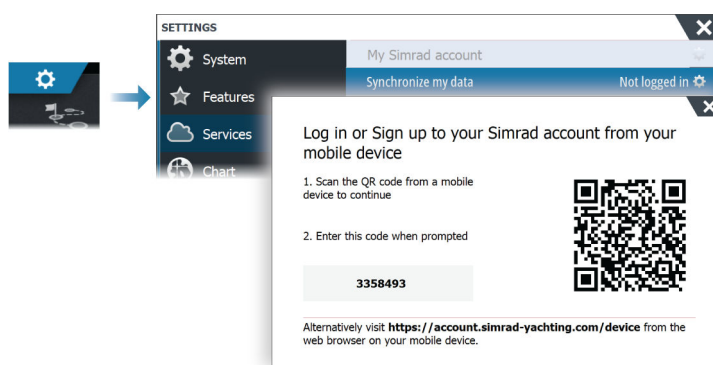 SETTINGS
System
My Simrad account
Synchronize my data Not logged in
Features
Services
Chart
Log in or Sign up to your Simrad account from your
mobile device
1. Scan the QR code from a mobile
device to continue
2. Enter this code when prompted
3358493
Alternatively visit https://account.simrad-yachting.com/device from the
web browser on your mobile device.